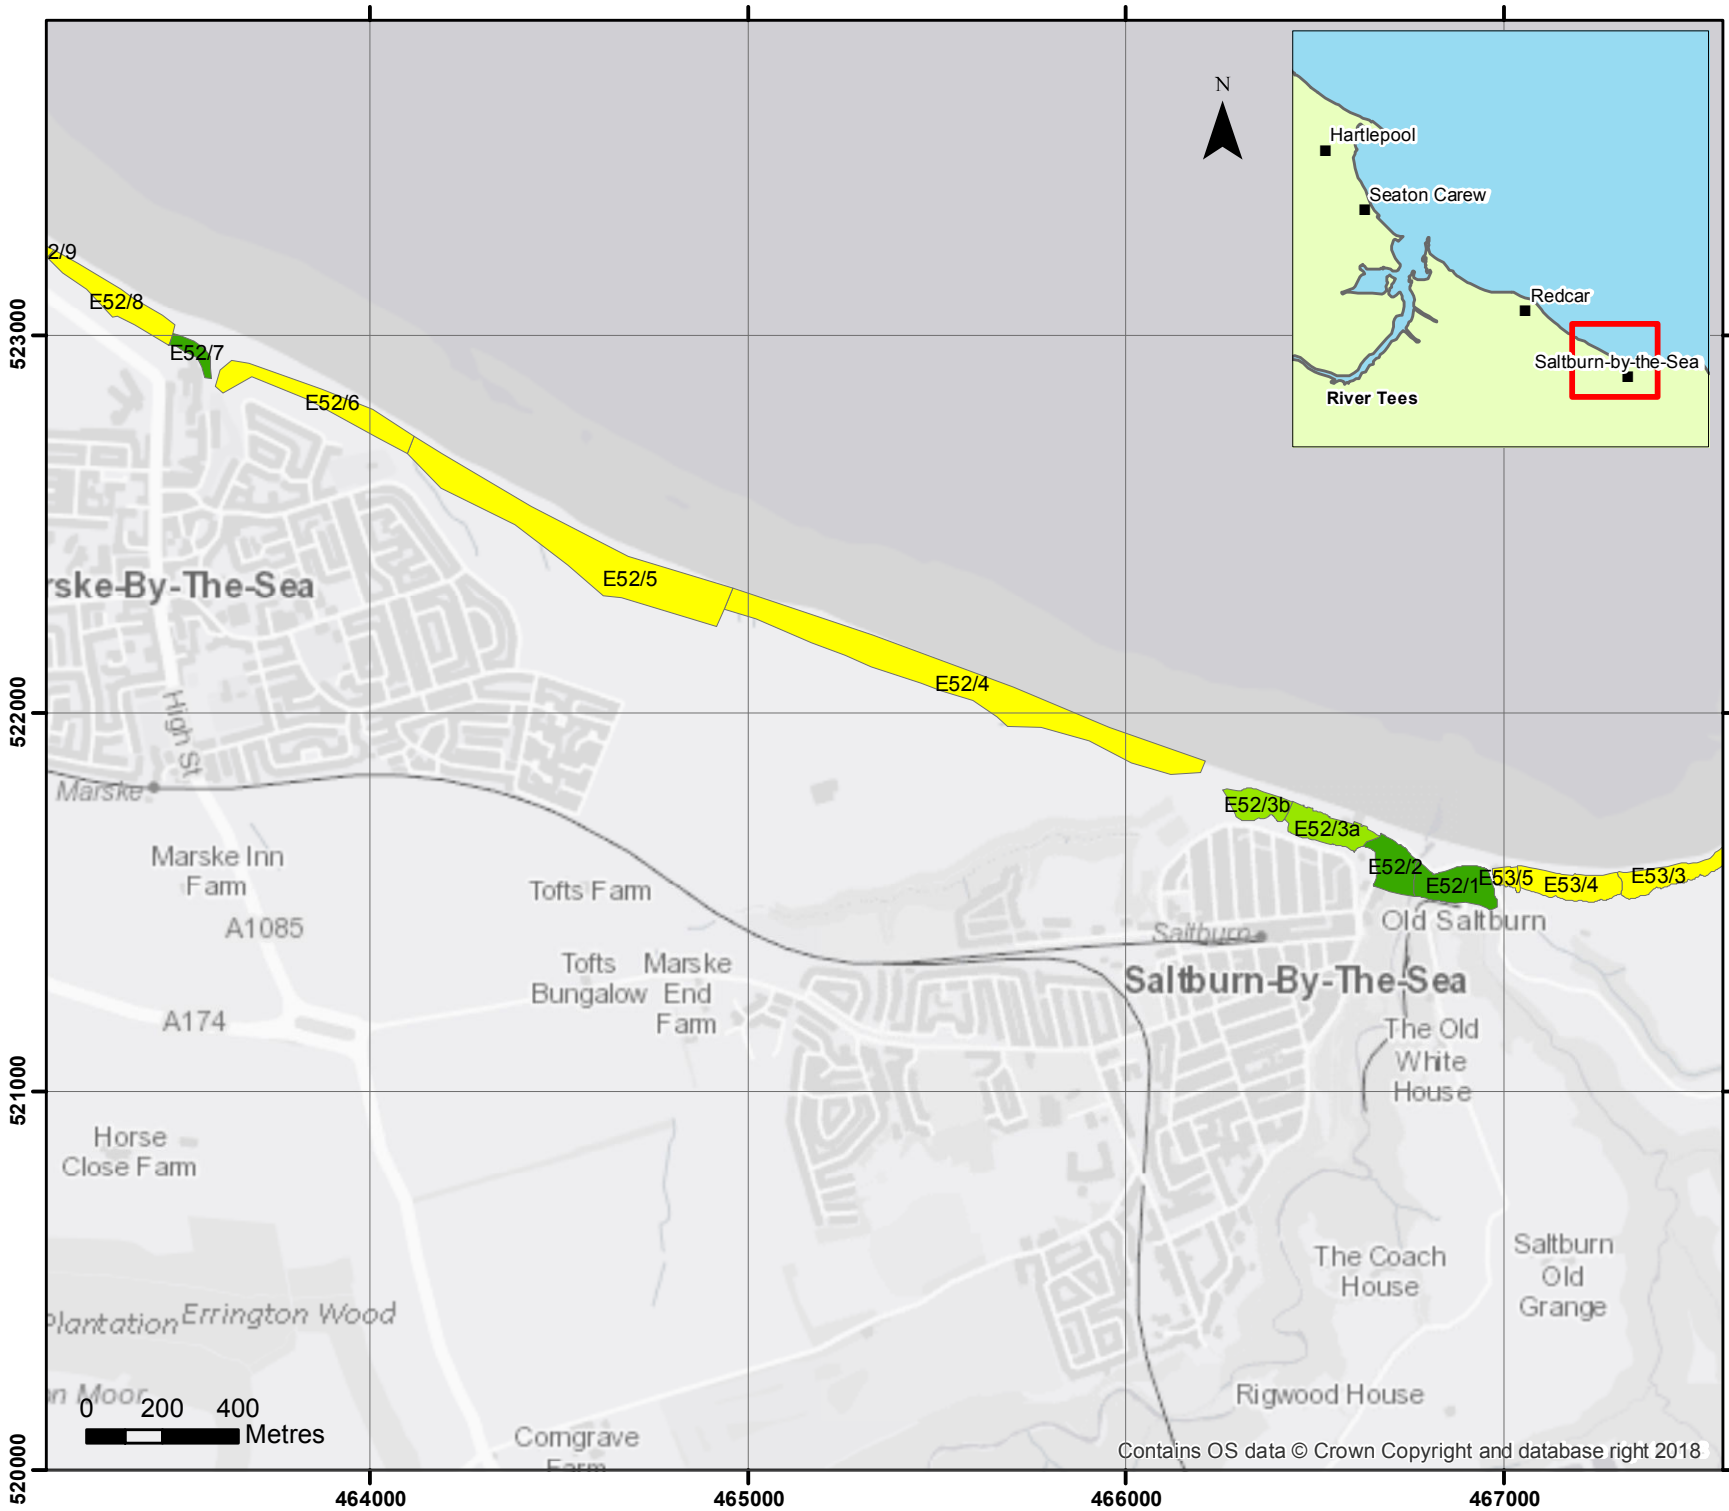 N
Hartlepool
Seaton Carew
Redcar
Saltburn-by-the-Sea
River Tees
2/9
E52/8
E52/7
E52/6
E52/5
E52/4
E52/3b
E52/3a
E52/2
E52/1
E53/5
E53/4
E53/3
rske-By-The-Sea
High St
Marske
Marske Inn
Farm
A1085
A174
Tofts Farm
Tofts
Bungalow
Marske
End
Farm
Saltburn
Old Saltburn
Saltburn-By-The-Sea
The Old
White
House
Horse
Close Farm
The Coach
House
Saltburn
Old
Grange
Plantation
Errington Wood
n Moor
Rigwood House
Corngrave
Farm
0 200 400
Metres
Contains OS data © Crown Copyright and database right 2018
523000
522000
521000
520000
464000 465000 466000 467000